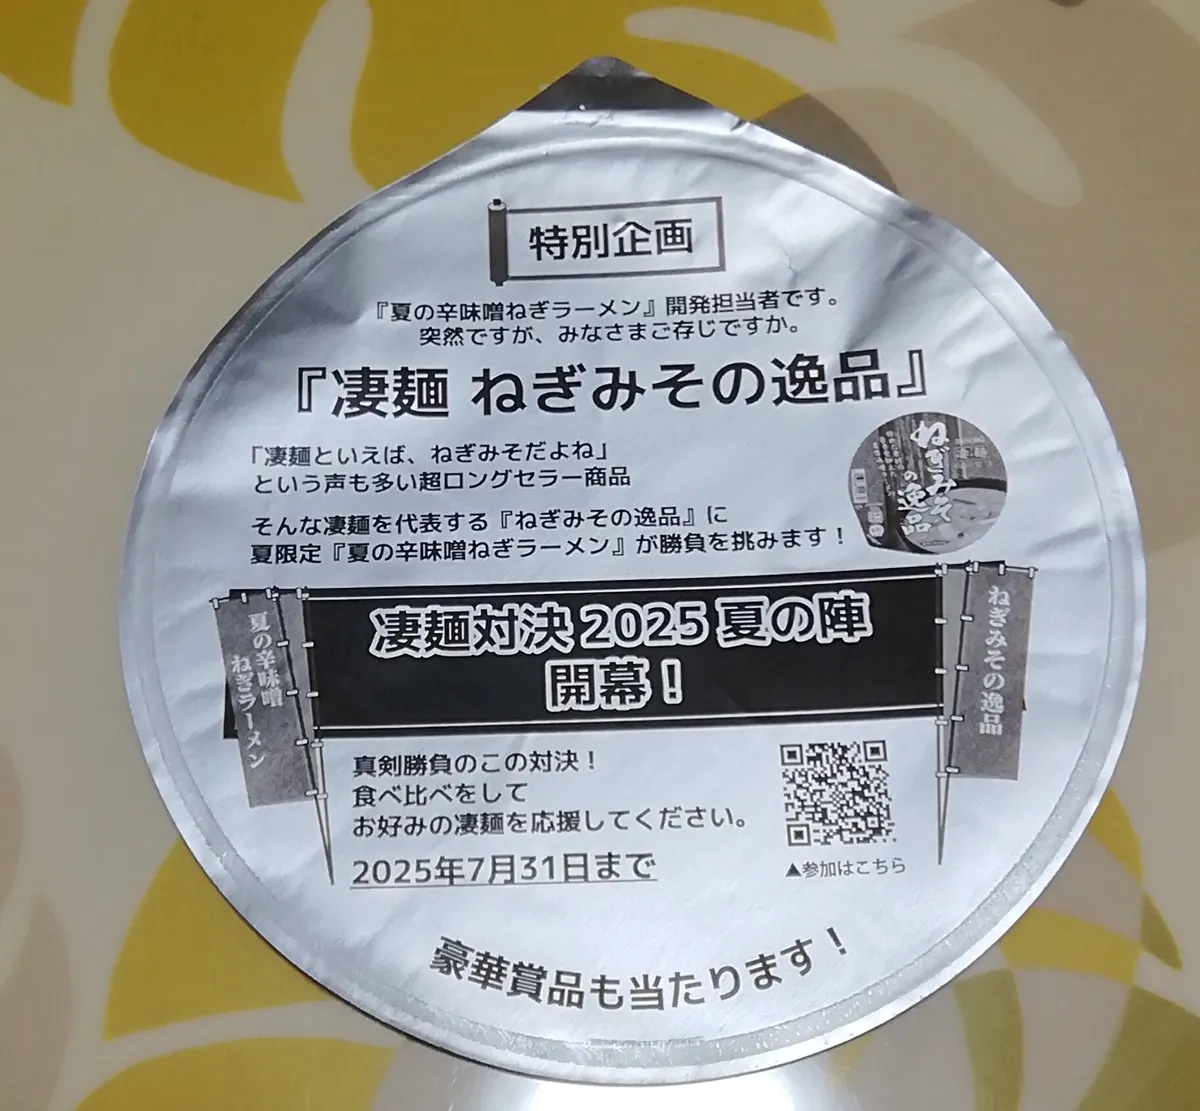 特別企画
『夏の辛味噌ねぎラーメン』開発担当者です。
突然ですが、みなさまご存じですか。
『凄麺 ねぎみその逸品』
「凄麺といえば、ねぎみそだよね」
という声も多い超ロングセラー商品
ねぎみその逸品
そんな凄麺を代表する『ねぎみその逸品』に
夏限定『夏の辛味噌ねぎラーメン』が勝負を挑みます！
夏の辛味噌
ねぎラーメン
凄麺対決 2025 夏の陣
開幕！
ねぎみその逸品
真剣勝負のこの対決！
食べ比べをして
お好みの凄麺を応援してください。
2025年7月31日まで
▲参加はこちら
豪華賞品も当たります！